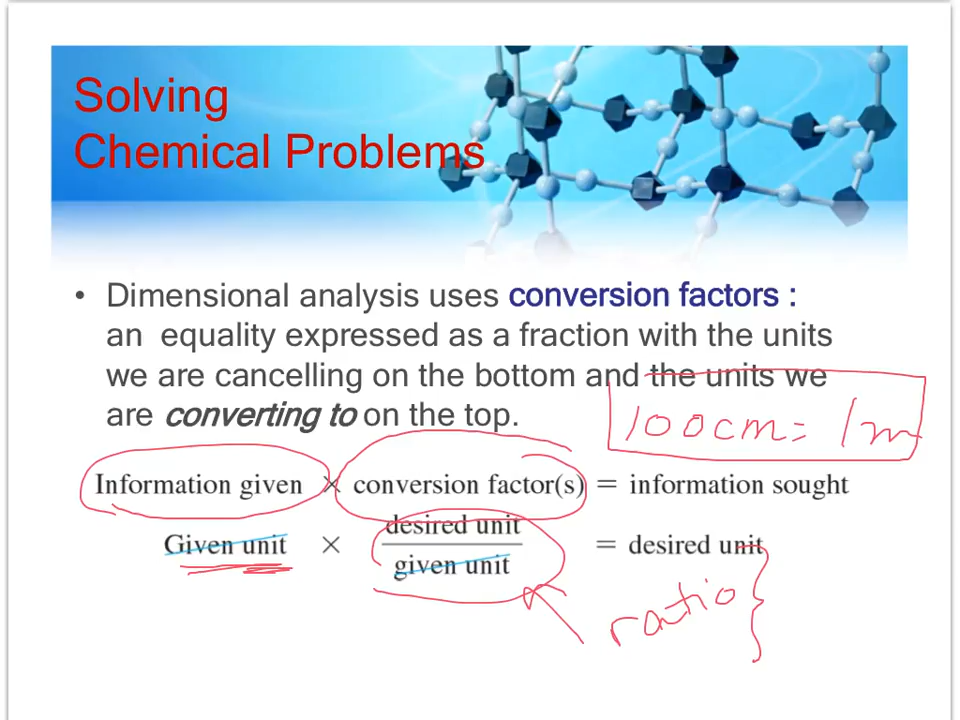 Solving
Chemical Problems
• Dimensional analysis uses conversion factors :
an equality expressed as a fraction with the units
we are cancelling on the bottom and the units we
are converting to on the top.
100cm = 1m
Information given × conversion factor(s) = information sought
Given unit × desired unit / given unit = desired unit
ratio